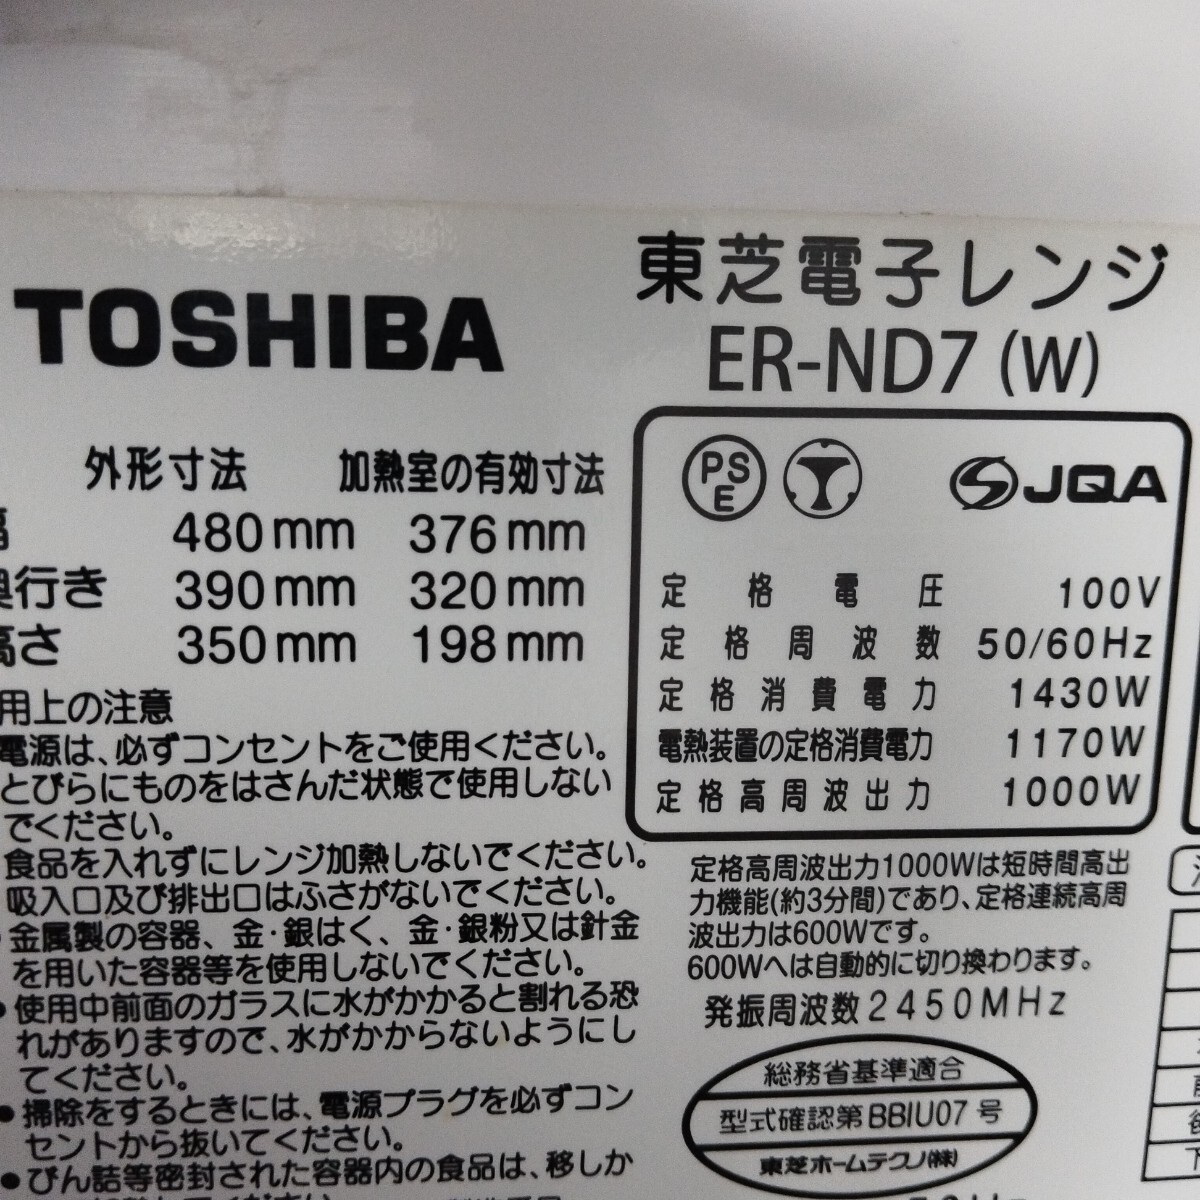 TOSHIBA
東芝電子レンジ
ER-ND7 (W)
外形寸法 加熱室の有効寸法
幅 480mm 376mm
奥行き 390mm 320mm
高さ 350mm 198mm
用上の注意
電源は、必ずコンセントをご使用ください。
とびらにものをはさんだ状態で使用しない
でください。
食品を入れずにレンジ加熱しないでください。
吸入口及び排出口はふさがないでください。
金属製の容器、金・銀はく、金・銀粉又は針金
を用いた容器等を使用しないでください。
●使用中前面のガラスに水がかかると割れる恐
れがありますので、水がかからないようにし
てください。
●掃除をするときには、電源プラグを必ずコン
セントから抜いてください。
●びん詰等密封された容器内の食品は、移しか
PSE
JQA
定格電圧 100V
定格周波数 50/60Hz
定格消費電力 1430W
電熱装置の定格消費電力 1170W
定格高周波出力 1000W
定格高周波出力1000Wは短時間高出
力機能(約3分間)であり、定格連続高周
波出力は600Wです。
600Wへは自動的に切り換わります。
発振周波数2450MHz
総務省基準適合
型式確認第BBIU07号
東芝ホームテクノ(株)